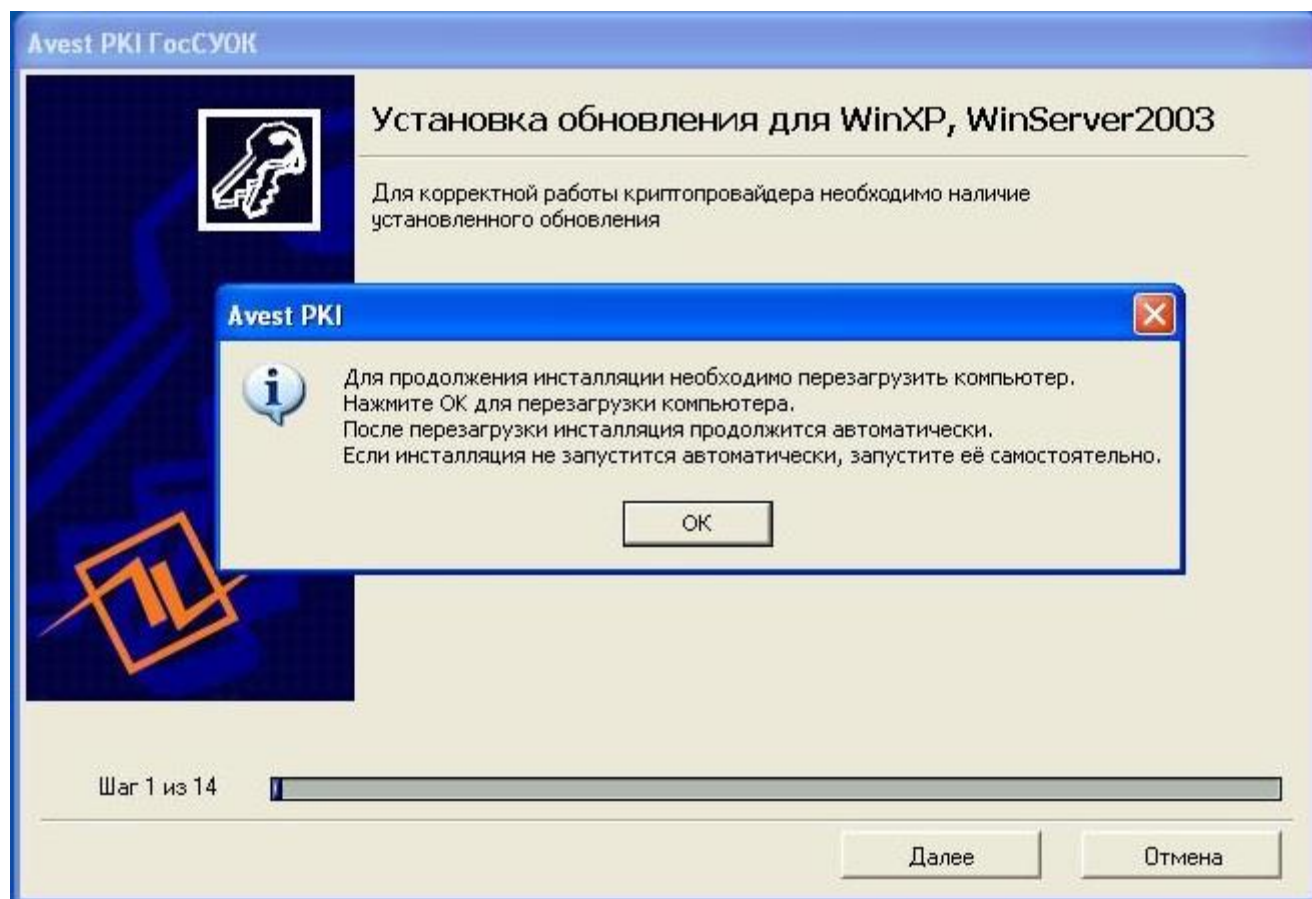 Avest PKI ГосСУОК
Установка обновления для WinXP, WinServer2003
Для корректной работы криптопровайдера необходимо наличие
установленного обновления
Avest PKI
Для продолжения инсталляции необходимо перезагрузить компьютер.
Нажмите ОК для перезагрузки компьютера.
После перезагрузки инсталляция продолжится автоматически.
Если инсталляция не запустится автоматически, запустите её самостоятельно.
ОК
Шаг 1 из 14
Далее
Отмена